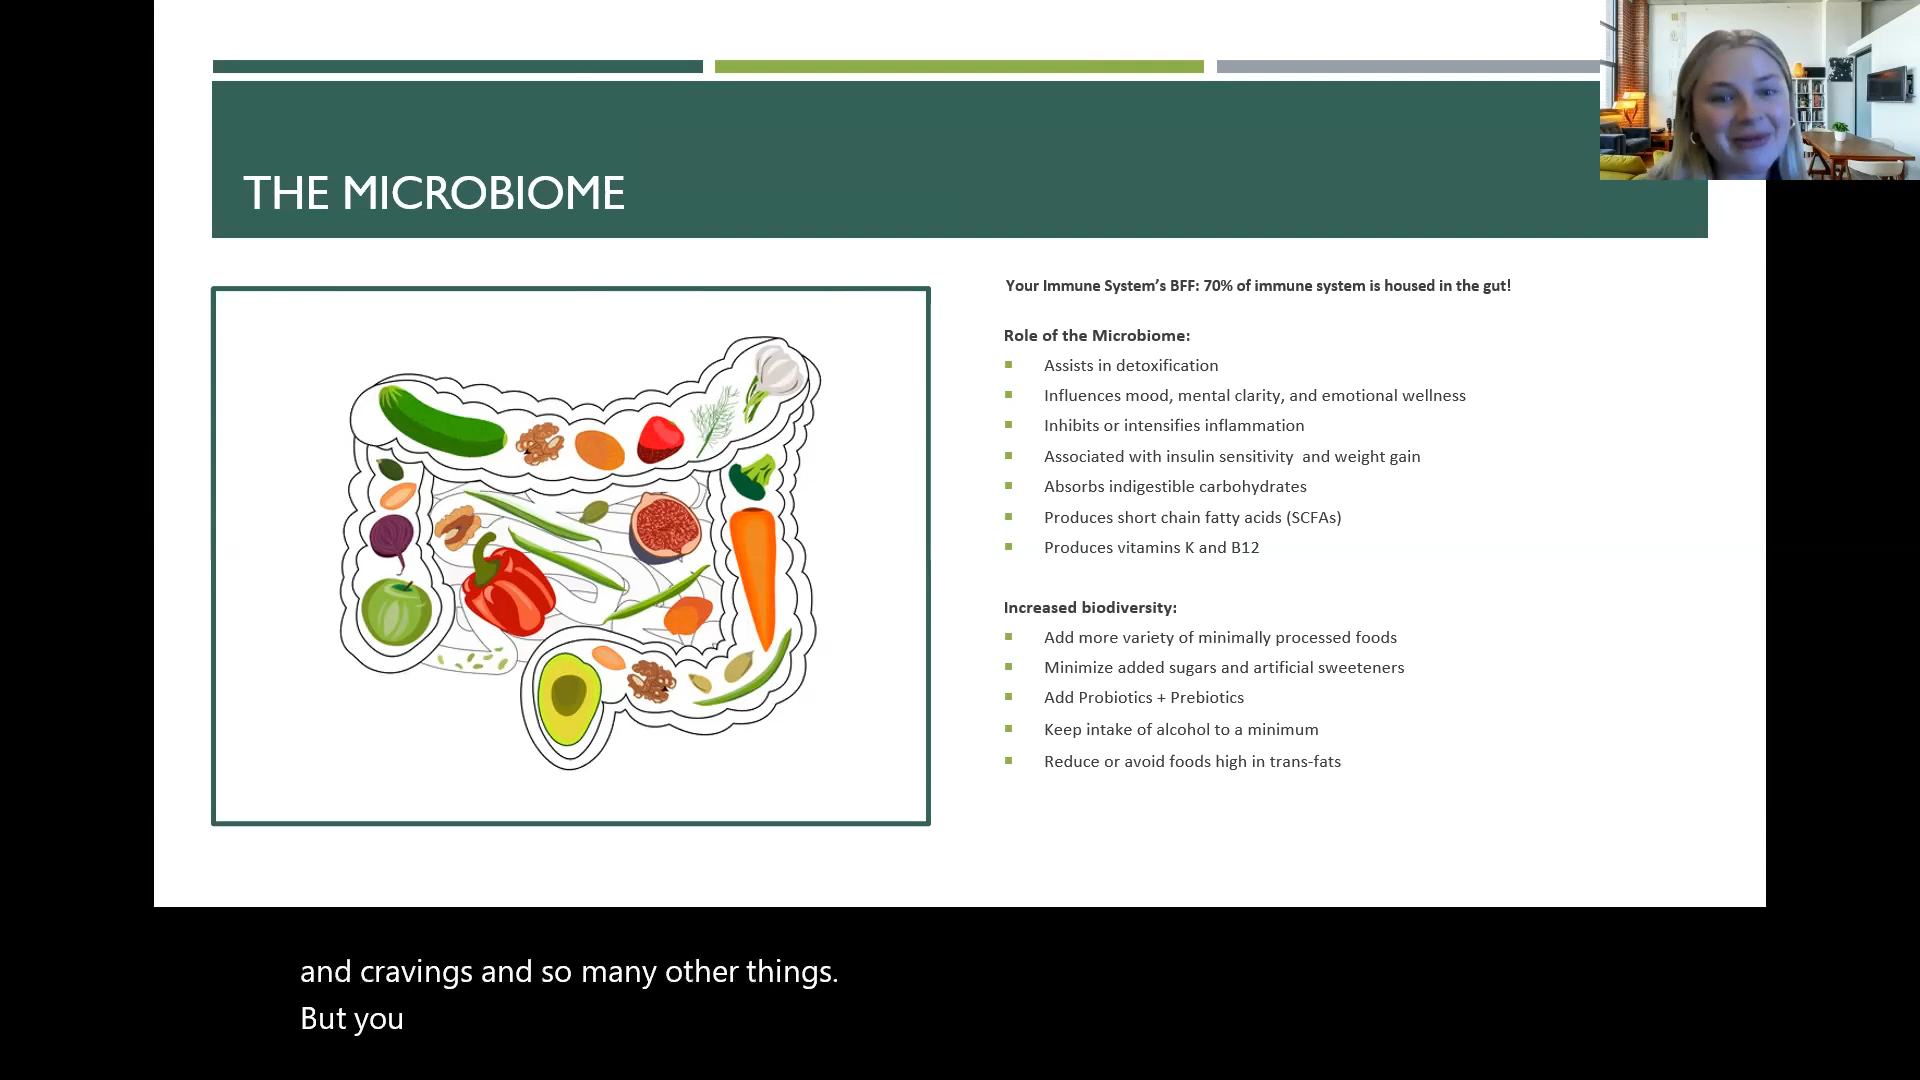 THE MICROBIOME
Your Immune System’s BFF: 70% of immune system is housed in the gut!
Role of the Microbiome:
Assists in detoxification
Influences mood, mental clarity, and emotional wellness
Inhibits or intensifies inflammation
Associated with insulin sensitivity  and weight gain
Absorbs indigestible carbohydrates
Produces short chain fatty acids (SCFAs)
Produces vitamins K and B12
Increased biodiversity:
Add more variety of minimally processed foods
Minimize added sugars and artificial sweeteners
Add Probiotics + Prebiotics
Keep intake of alcohol to a minimum
Reduce or avoid foods high in trans-fats
and cravings and so many other things.
But you